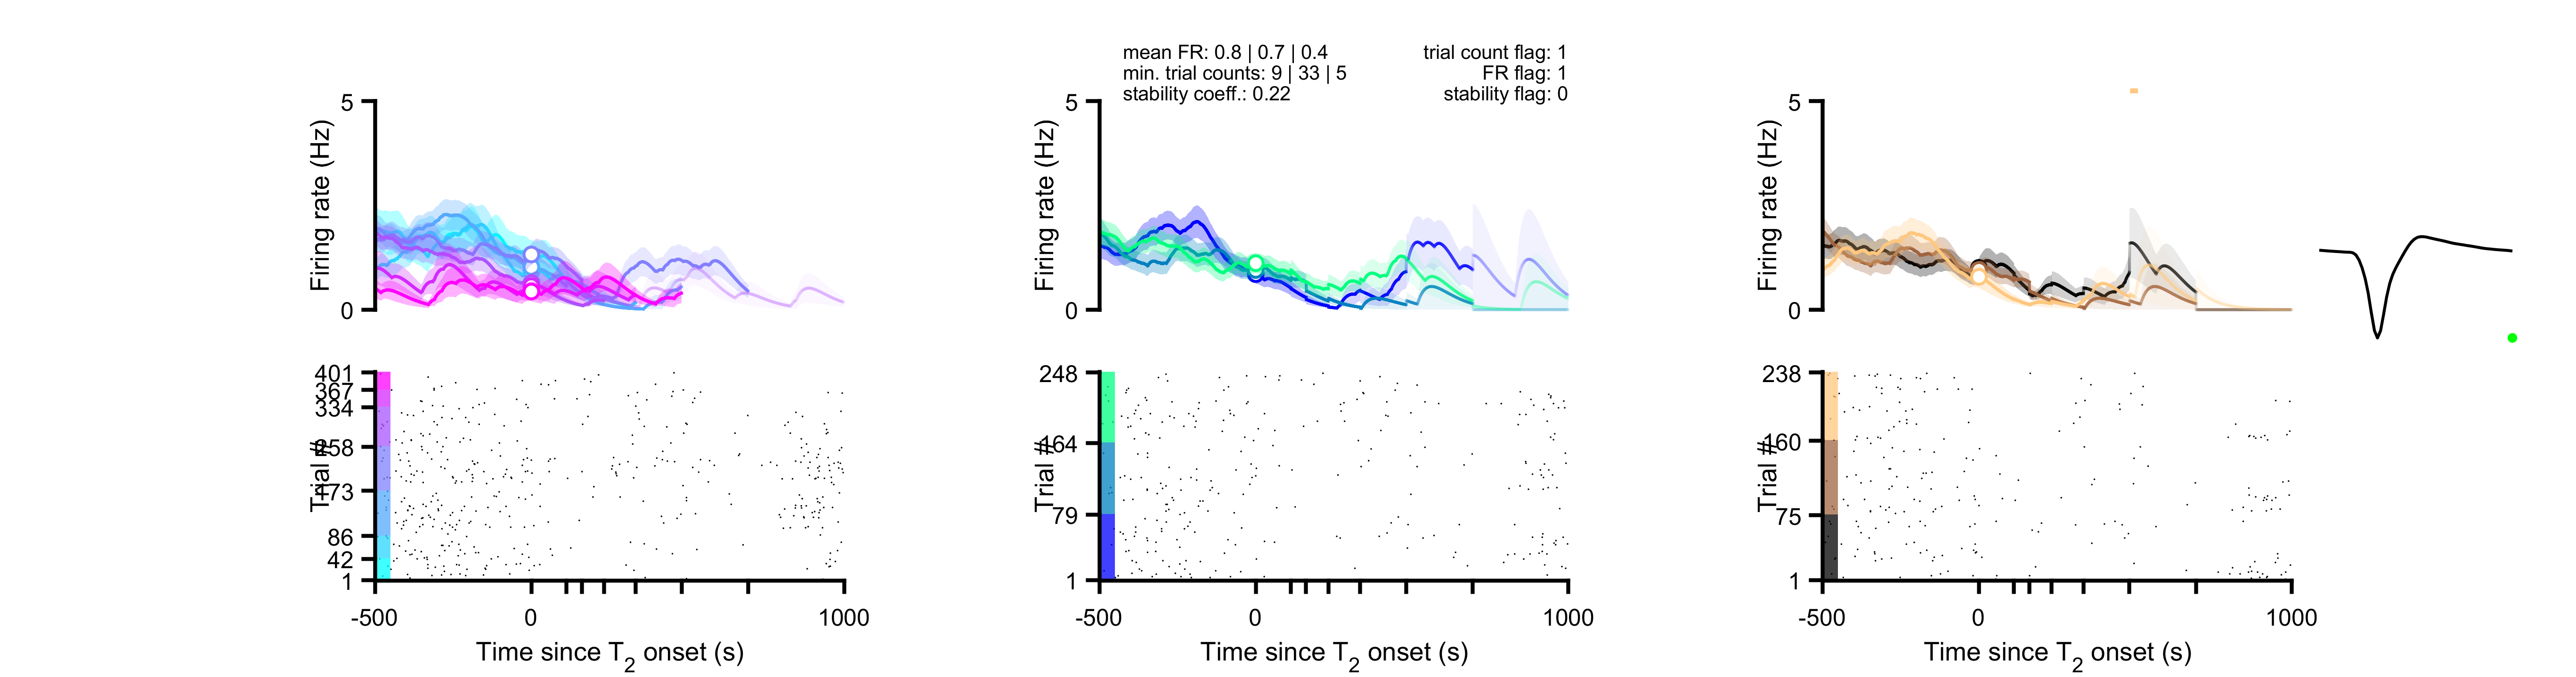 mean FR: 0.8 | 0.7 | 0.4
min. trial counts: 9 | 33 | 5
stability coeff.: 0.22
trial count flag: 1
FR flag: 1
stability flag: 0
5
Firing rate (Hz)
0
5
Firing rate (Hz)
0
5
Firing rate (Hz)
0
401
367
334
258
173
86
42
1
Trial #
-500
0
1000
Time since T2 onset (s)
248
164
79
1
Trial #
-500
0
1000
Time since T2 onset (s)
238
160
75
1
Trial #
-500
0
1000
Time since T2 onset (s)